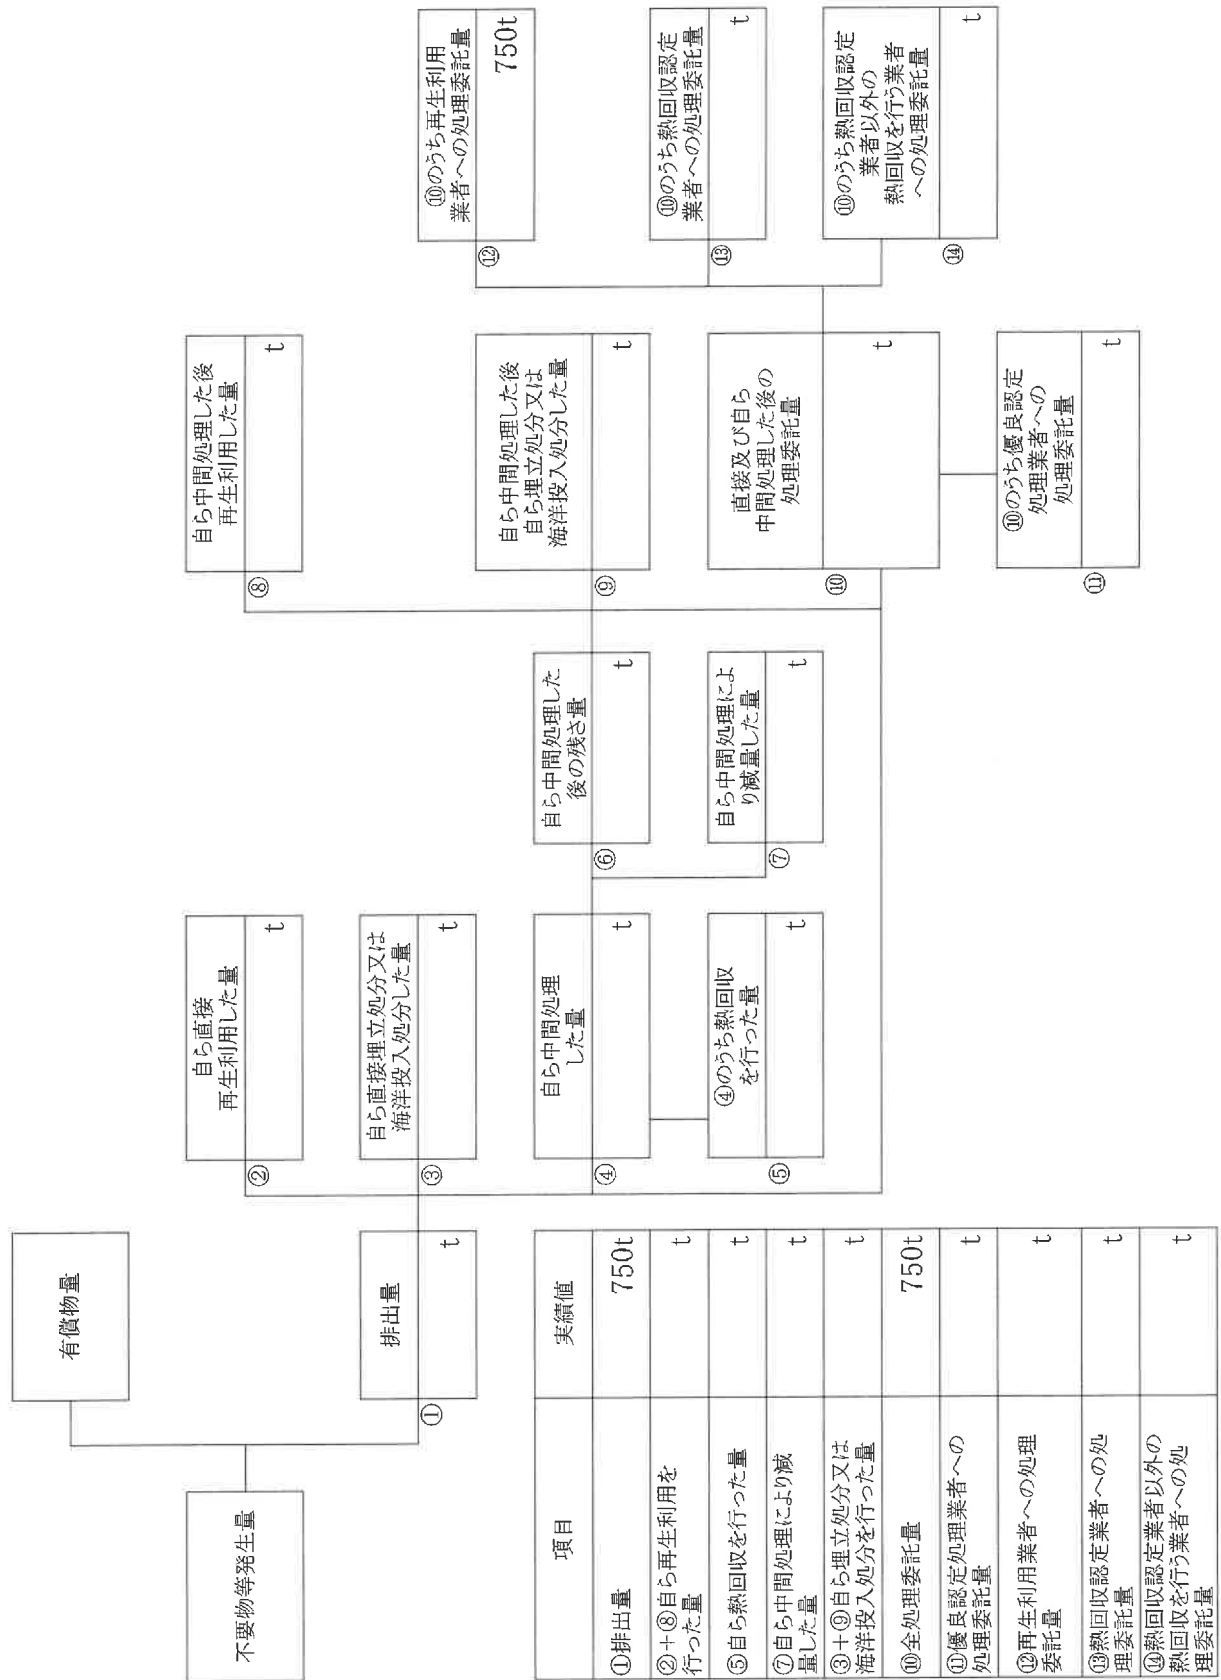 有償物量
不要物等発生量
①
排出量
t
②
自ら直接
再生利用した量
t
③
自ら直接埋立処分又は
海洋投入処分した量
t
④
自ら中間処理
した量
t
⑤
④のうち熱回収
を行った量
t
⑥
自ら中間処理した
後の残さ量
t
⑦
自ら中間処理によ
り減量した量
t
⑧
自ら中間処理した後
再生利用した量
t
⑨
自ら中間処理した後
自ら埋立処分又は
海洋投入処分した量
t
⑩
直接及び自ら
中間処理した後の
処理委託量
t
⑪
⑩のうち優良認定
処理業者への
処理委託量
t
⑫
⑩のうち再生利用
業者への処理委託量
750t
⑬
⑩のうち熱回収認定
業者への処理委託量
t
⑭
⑩のうち熱回収認定
業者以外の
熱回収を行う業者
への処理委託量
t
項目 実績値
①排出量 750t
②+⑧自ら再生利用を
行った量 t
⑤自ら熱回収を行った量 t
⑦自ら中間処理により減
量した量 t
③+⑨自ら埋立処分又は
海洋投入処分を行った量 t
⑩全処理委託量 750t
⑪優良認定処理業者への
処理委託量 t
⑫再生利用業者への処理
委託量 t
⑬熱回収認定業者への処
理委託量 t
⑭熱回収認定業者以外の
熱回収を行う業者への処
理委託量 t